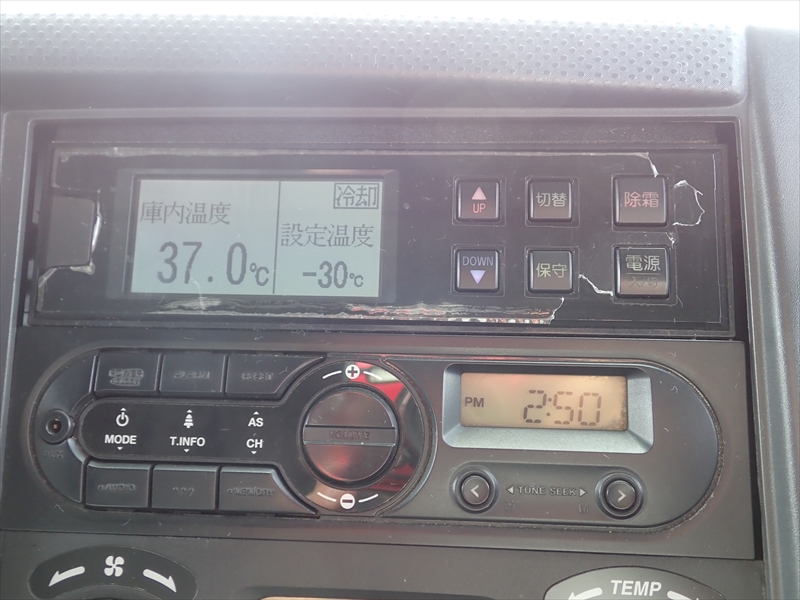 冷却
庫内温度
設定温度
37.0℃
-30℃
UP
切替
除霜
DOWN
保守
電源
MODE
T.INFO
AS
CH
PM 2:50
TUNE SEEK
TEMP